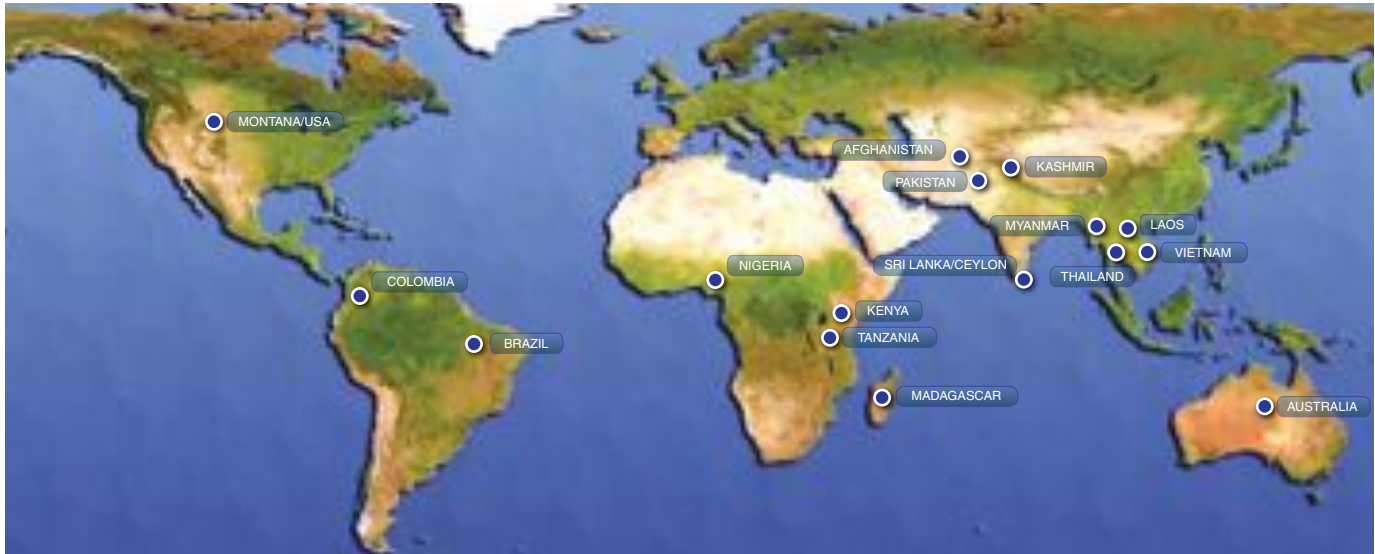 MONTANA/USA
AFGHANISTAN
KASHMIR
PAKISTAN
MYANMAR
LAOS
VIETNAM
NIGERIA
SRI LANKA/CEYLON
THAILAND
COLOMBIA
KENYA
TANZANIA
BRAZIL
MADAGASCAR
AUSTRALIA